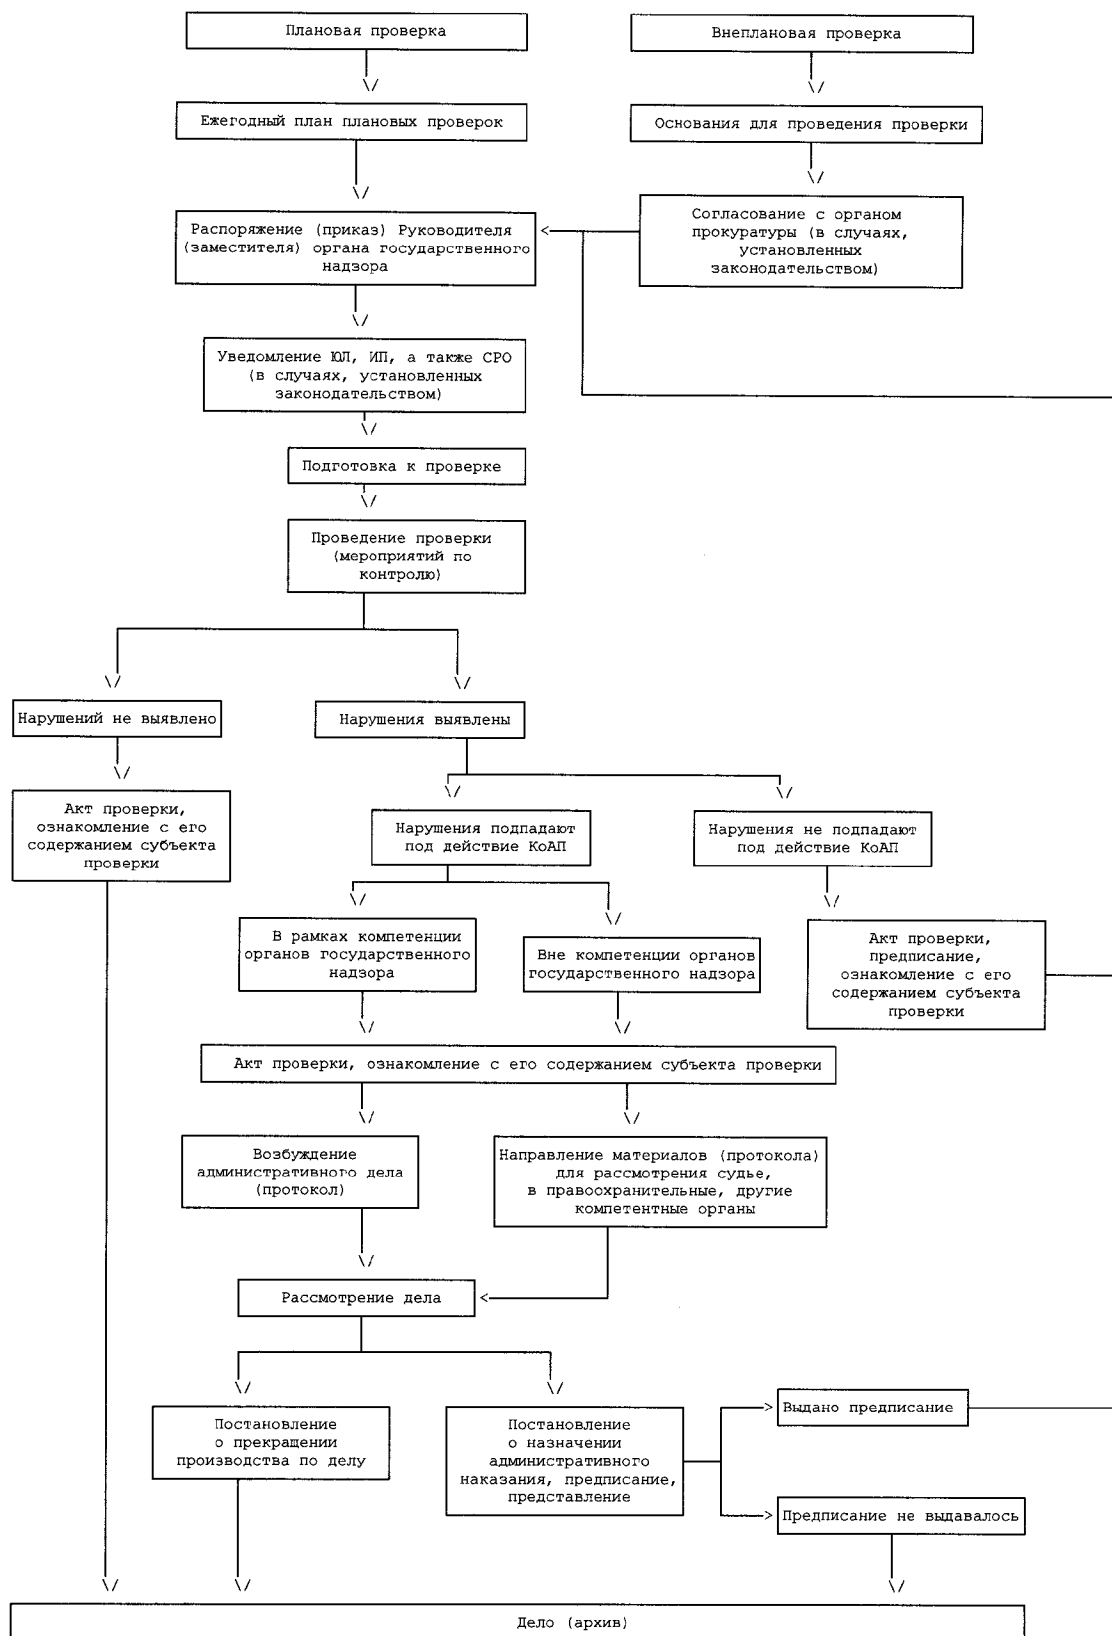 Плановая проверка
Внеплановая проверка
Ежегодный план плановых проверок
Основания для проведения проверки
Распоряжение (приказ) Руководителя
(заместителя) органа государственного
надзора
Согласование с органом
прокуратуры (в случаях,
установленных
законодательством)
Уведомление ЮЛ, ИП, а также СРО
(в случаях, установленных
законодательством)
Подготовка к проверке
Проведение проверки
(мероприятий по
контролю)
Нарушений не выявлено
Нарушения выявлены
Акт проверки,
ознакомление с его
содержанием субъекта
проверки
Нарушения подпадают
под действие КоАП
Нарушения не подпадают
под действие КоАП
В рамках компетенции
органов государственного
надзора
Вне компетенции органов
государственного надзора
Акт проверки,
предписание,
ознакомление с его
содержанием субъекта
проверки
Акт проверки, ознакомление с его содержанием субъекта проверки
Возбуждение
административного дела
(протокол)
Направление материалов (протокола)
для рассмотрения судье,
в правоохранительные, другие
компетентные органы
Рассмотрение дела
Постановление
о прекращении
производства по делу
Постановление
о назначении
административного
наказания, предписание,
представление
Выдано предписание
Предписание не выдавалось
Дело (архив)